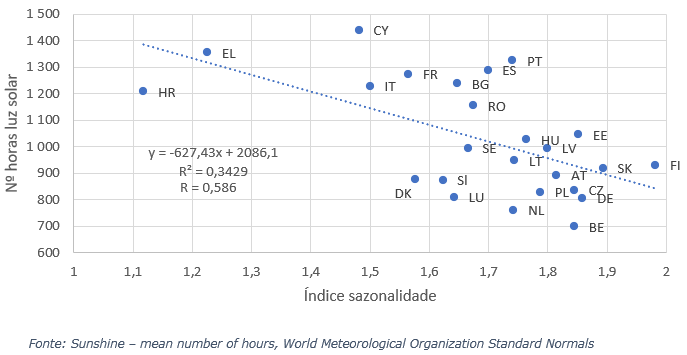 1 500
1 400
1 300
1 200
1 100
1 000
900
800
700
600
Nº horas luz solar
CY
EL
PT
ES
FR
BG
IT
HR
RO
EE
HU
LV
SE
LT
FI
SK
AT
SI
DK
CZ
PL
DE
LU
NL
BE
y = -627,43x + 2086,1
R² = 0,3429
R = 0,586
1 1,1 1,2 1,3 1,4 1,5 1,6 1,7 1,8 1,9 2
Índice sazonalidade
Fonte: Sunshine – mean number of hours, World Meteorological Organization Standard Normals